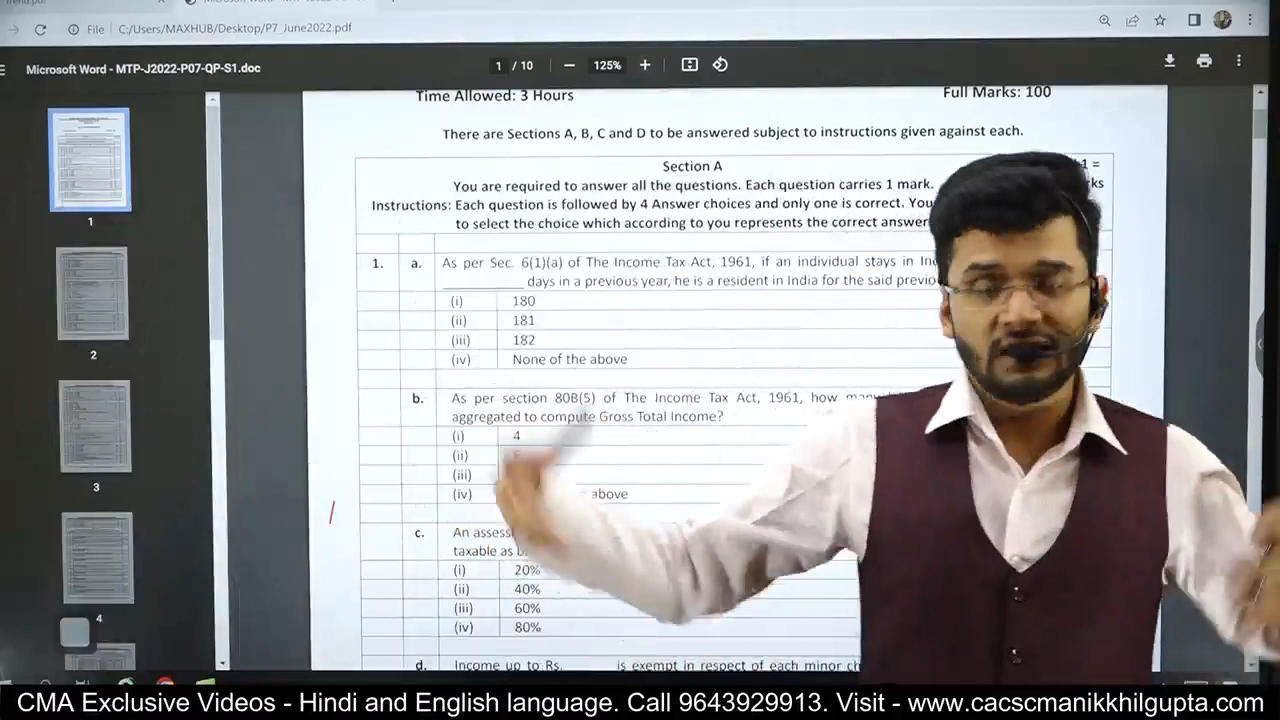 File
C:/Users/MAXHUB/Desktop/P7_June2022.pdf
Microsoft Word - MTP-J2022-P07-QP-S1.doc
1 / 10
125%
Time Allowed: 3 Hours
Full Marks: 100
There are Sections A, B, C and D to be answered subject to instructions given against each.
Section A
You are required to answer all the questions. Each question carries 1 mark.
Instructions: Each question is followed by 4 Answer choices and only one is correct. You
to select the choice which according to you represents the correct answer
1. a. As per Sec 6(1)(a) of The Income Tax Act, 1961, if an individual stays in
____________ days in a previous year, he is a resident in India for the said
(i) 180
(ii) 181
(iii) 182
(iv) None of the above
b. As per section 80B(5) of The Income Tax Act, 1961, how
aggregated to compute Gross Total Income?
(i) 4
(ii)
(iii)
(iv) above
c. An
taxable as
(i) 20%
(ii) 40%
(iii) 60%
(iv) 80%
d. Income up to Rs. ______ is exempt in respect of each minor
1
2
3
4
CMA Exclusive Videos - Hindi and English language. Call 9643929913. Visit - www.cacscmanikkhilgupta.com